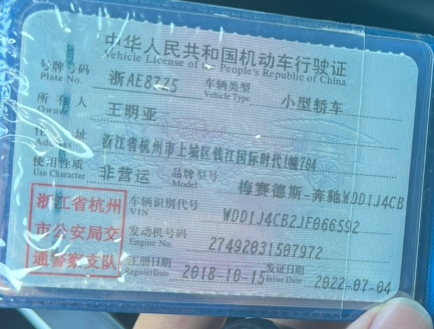 中华人民共和国机动车行驶证
Vehicle License of the People's Republic of China
号牌号码 浙AE8735 车辆类型 小型轿车
Plate No. Vehicle Type
所有人 王明亚
Owner
住址 浙江省杭州市上城区钱江国际时代1幢704
Address
使用性质 非营运 品牌型号 梅赛德斯-奔驰WDD1J4CB
Use Character Model
浙江省杭州 车辆识别代号 WDD1J4CB2JF066592
VIN
市公安局交 发动机号码 27492031507972
Engine No.
通警察支队 注册日期 2018-10-15 发证日期 2022-07-04
Register Date Issue Date